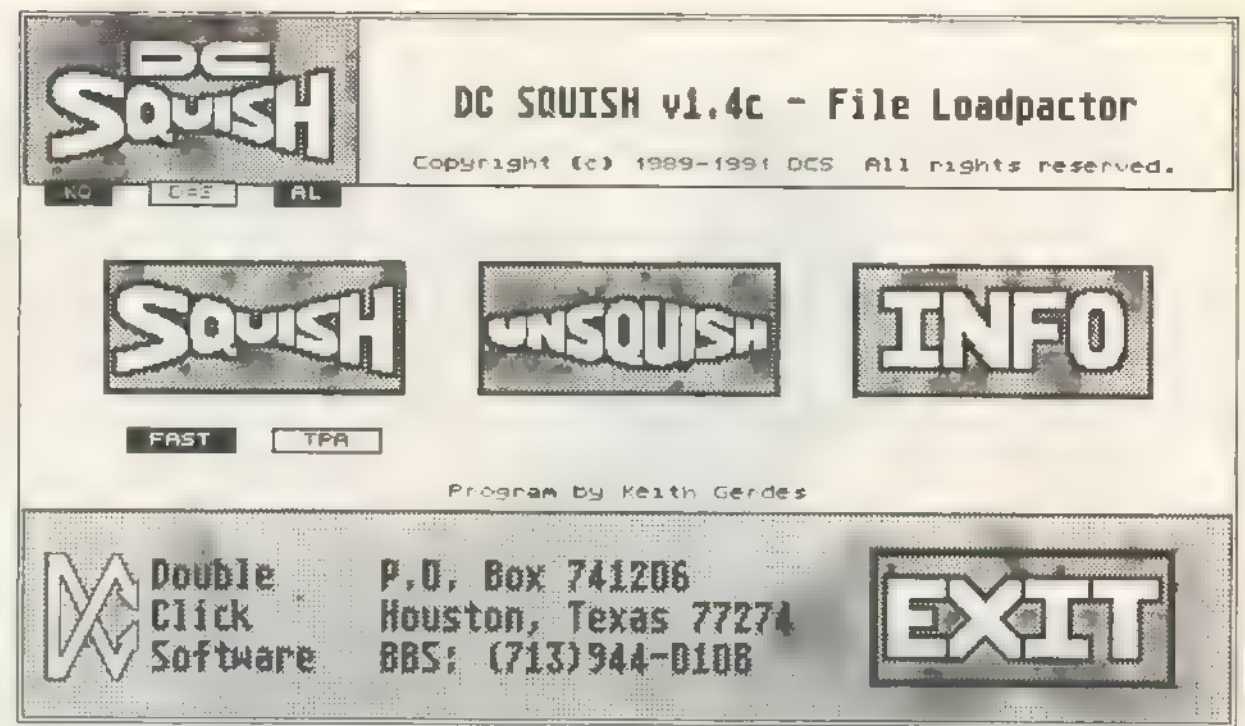 DC
SQUISH
DC SQUISH v1.4c - File Loadpactor
Copyright (c) 1989-1991 DCS All rights reserved.
AL
SQUISH
UNSQUISH
INFO
FAST
TPA
Program by Keith Gerdes
Double
Click
Software
P.O. Box 741206
Houston, Texas 77274
BBS: (713)944-0108
EXIT